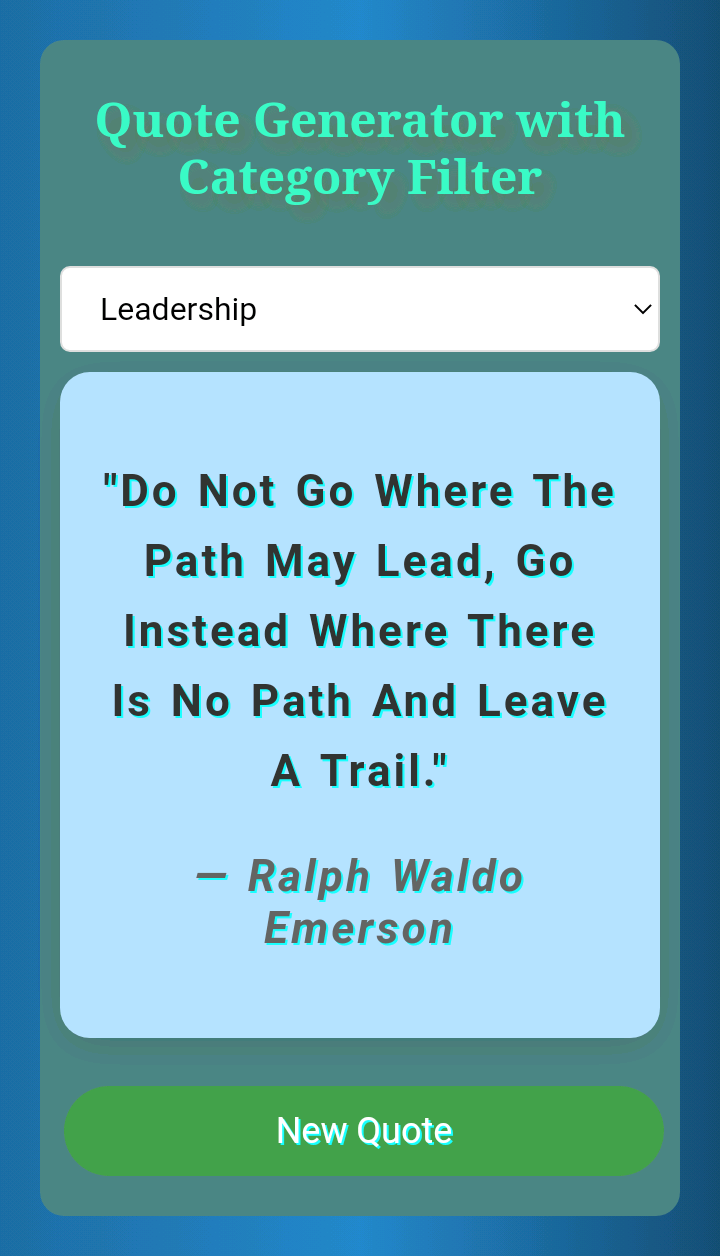 Quote Generator with
Category Filter
Leadership
"Do Not Go Where The
Path May Lead, Go
Instead Where There
Is No Path And Leave
A Trail."
— Ralph Waldo
Emerson
New Quote